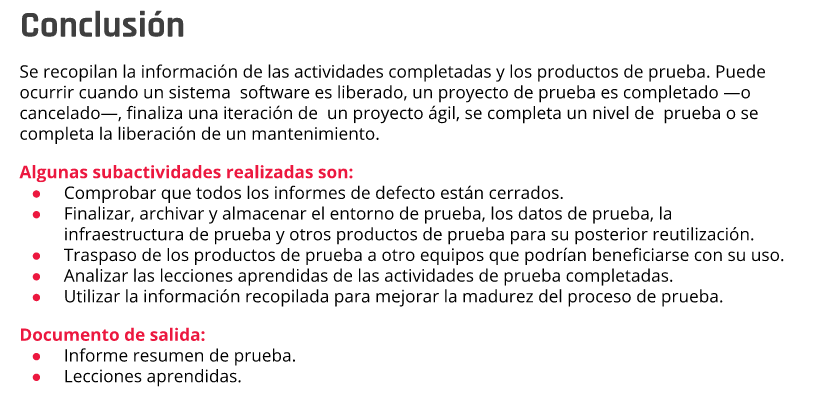 Conclusión
Se recopilan la información de las actividades completadas y los productos de prueba. Puede
ocurrir cuando un sistema  software es liberado, un proyecto de prueba es completado —o
cancelado—, finaliza una iteración de  un proyecto ágil, se completa un nivel de  prueba o se
completa la liberación de un mantenimiento.
Algunas subactividades realizadas son:
● Comprobar que todos los informes de defecto están cerrados.
● Finalizar, archivar y almacenar el entorno de prueba, los datos de prueba, la
infraestructura de prueba y otros productos de prueba para su posterior reutilización.
● Traspaso de los productos de prueba a otro equipos que podrían beneficiarse con su uso.
● Analizar las lecciones aprendidas de las actividades de prueba completadas.
● Utilizar la información recopilada para mejorar la madurez del proceso de prueba.
Documento de salida:
● Informe resumen de prueba.
● Lecciones aprendidas.